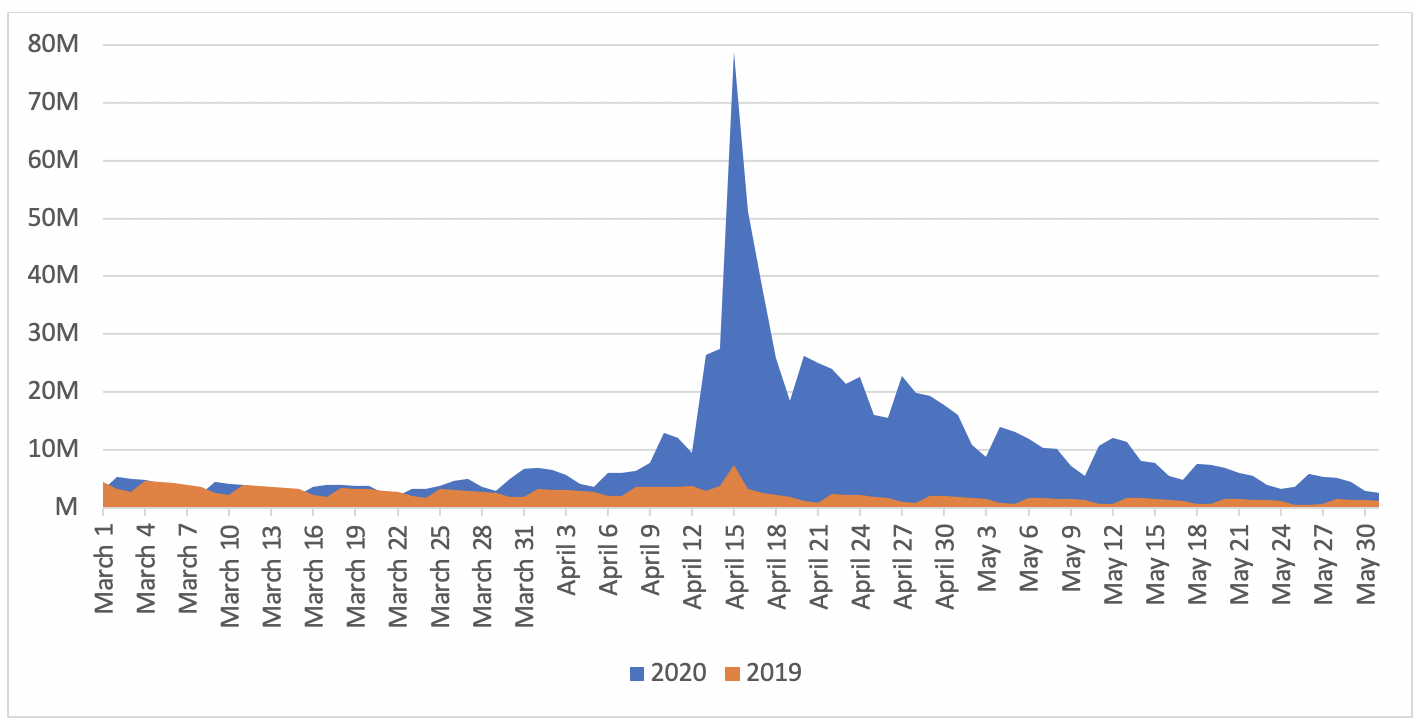 80M
70M
60M
50M
40M
30M
20M
10M
M
March 1
March 4
March 7
March 10
March 13
March 16
March 19
March 22
March 25
March 28
March 31
April 3
April 6
April 9
April 12
April 15
April 18
April 21
April 24
April 27
April 30
May 3
May 6
May 9
May 12
May 15
May 18
May 21
May 24
May 27
May 30
2020 2019